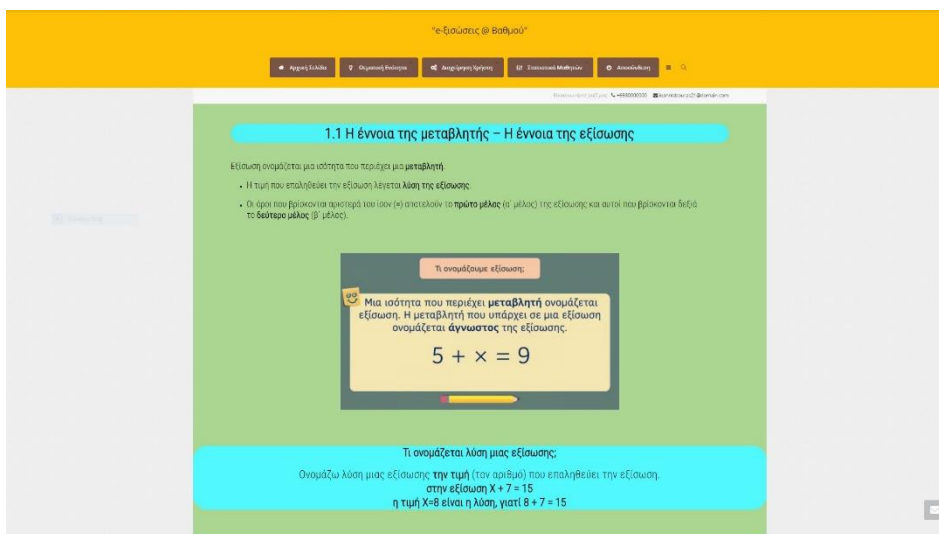 "e-ξισώσεις @ Βαθμού"
Αρχική Σελίδα Θεματική Ενότητα Διαχείριση Χρήστη Στατιστικά Μαθητών Αποσύνδεση
1.1 Η έννοια της μεταβλητής – Η έννοια της εξίσωσης
Εξίσωση ονομάζεται μια ισότητα που περιέχει μια μεταβλητή.
• Η τιμή που επαληθεύει την εξίσωση λέγεται λύση της εξίσωσης.
• Οι όροι που βρίσκονται αριστερά του ίσον (=) αποτελούν το πρώτο μέλος (α΄ μέλος) της εξίσωσης και αυτοί που βρίσκονται δεξιά
το δεύτερο μέλος (β΄ μέλος).
Τι ονομάζουμε εξίσωση;
Μια ισότητα που περιέχει μεταβλητή ονομάζεται
εξίσωση. Η μεταβλητή που υπάρχει σε μια εξίσωση
ονομάζεται άγνωστος της εξίσωσης.
5 + x = 9
Τι ονομάζεται λύση μιας εξίσωσης;
Ονομάζω λύση μιας εξίσωσης την τιμή (τον αριθμό) που επαληθεύει την εξίσωση.
στην εξίσωση Χ + 7 = 15
η τιμή Χ=8 είναι η λύση, γιατί 8 + 7 = 15